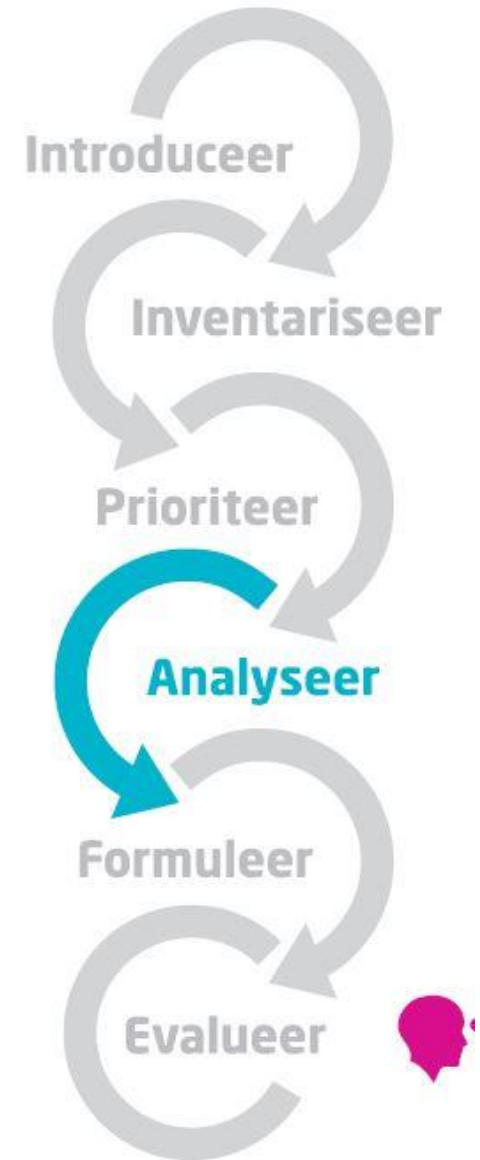 Introduceer
Inventariseer
Prioriteer
Analyseer
Formuleer
Evalueer